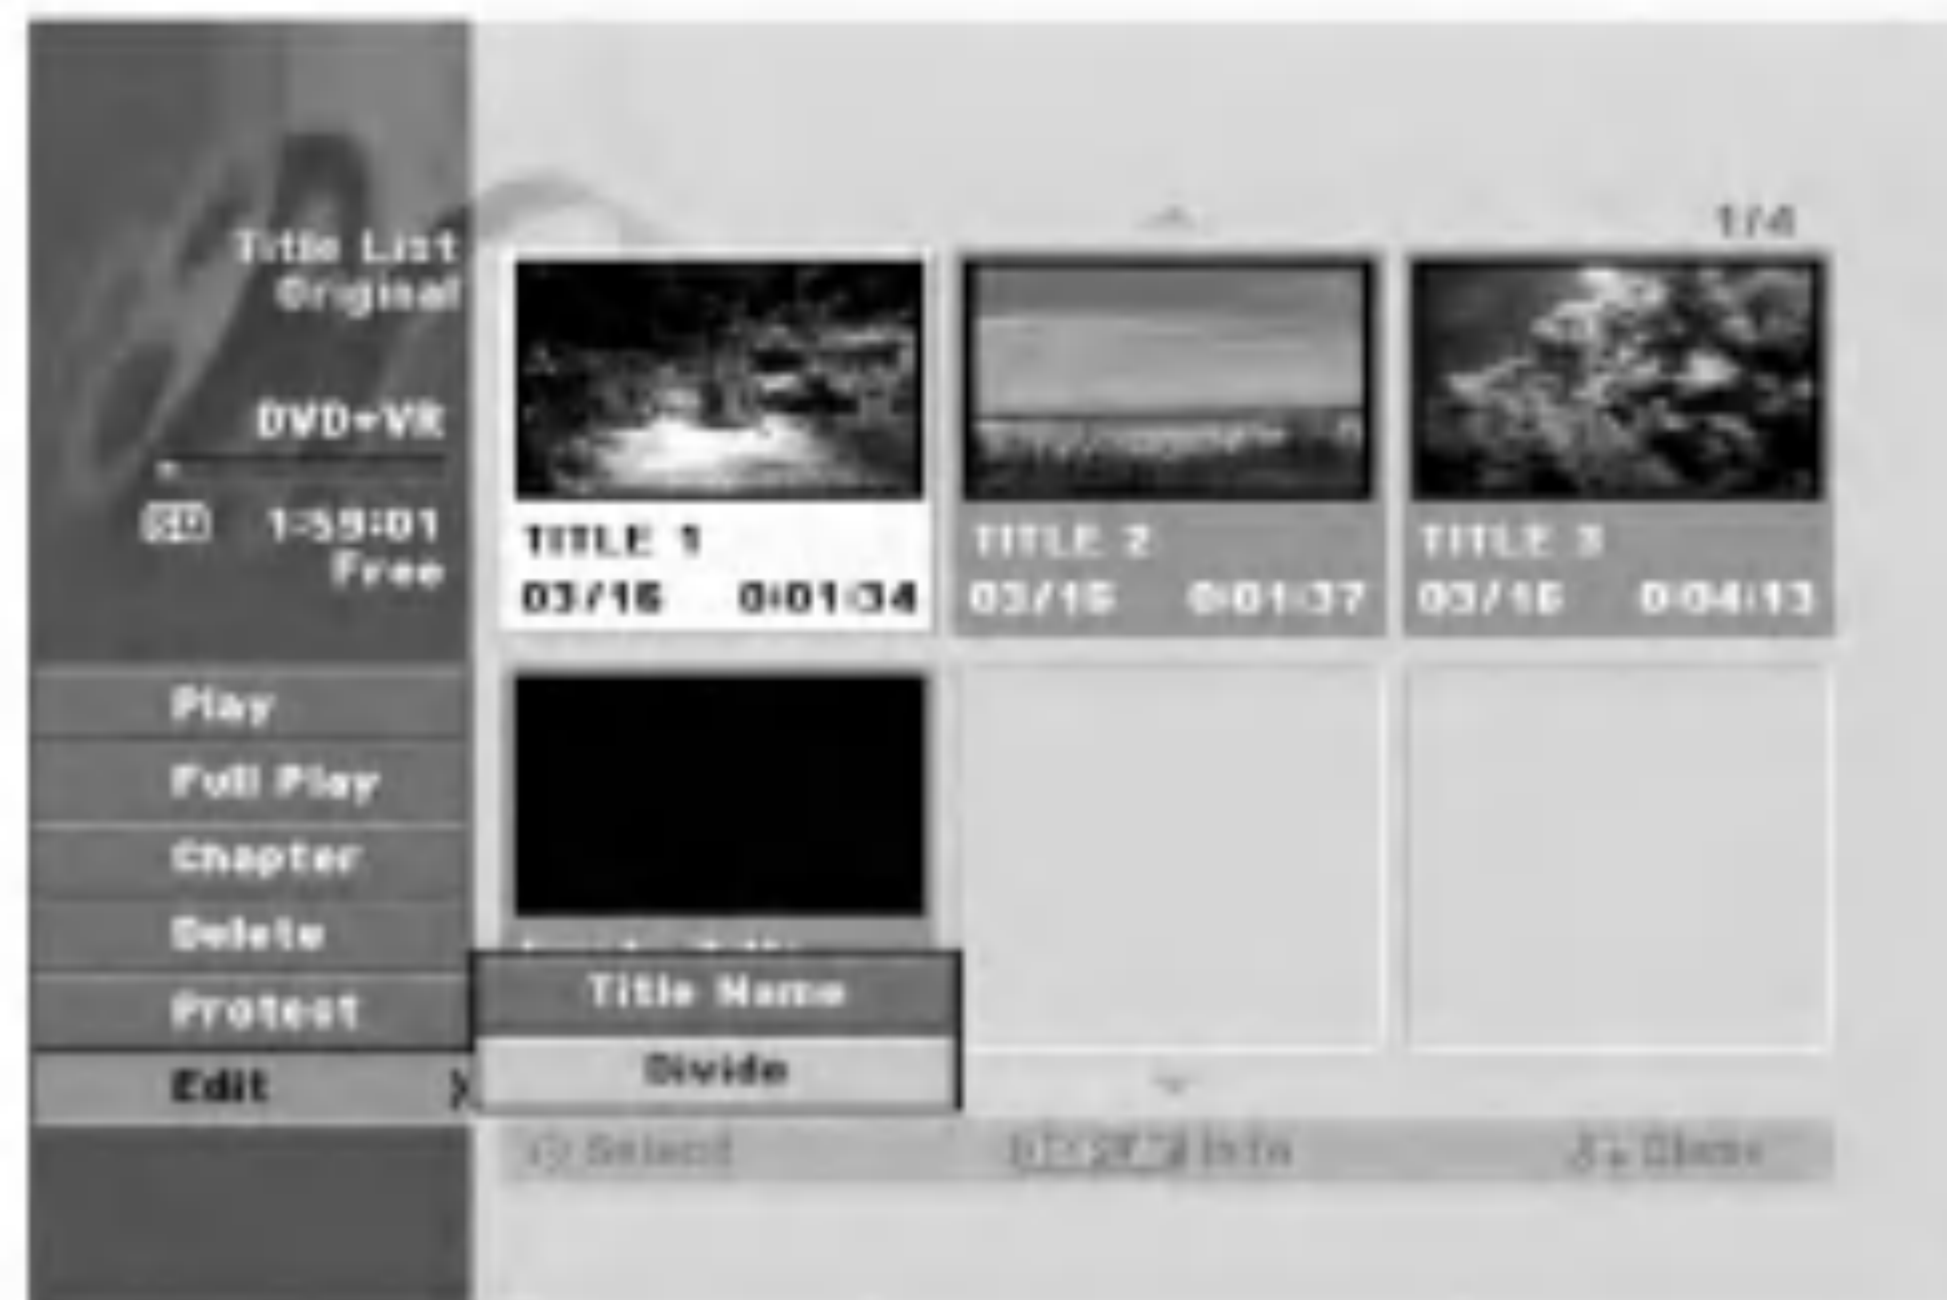 Title List
Original
DVD+VR
1:59:01
Free
Play
Full Play
Chapter
Delete
Protect
Edit
1/4
TITLE 1
03/16 0:01:34
TITLE 2
03/16 0:01:37
TITLE 3
03/16 0:04:13
Title Name
Divide
Select
Info
Close